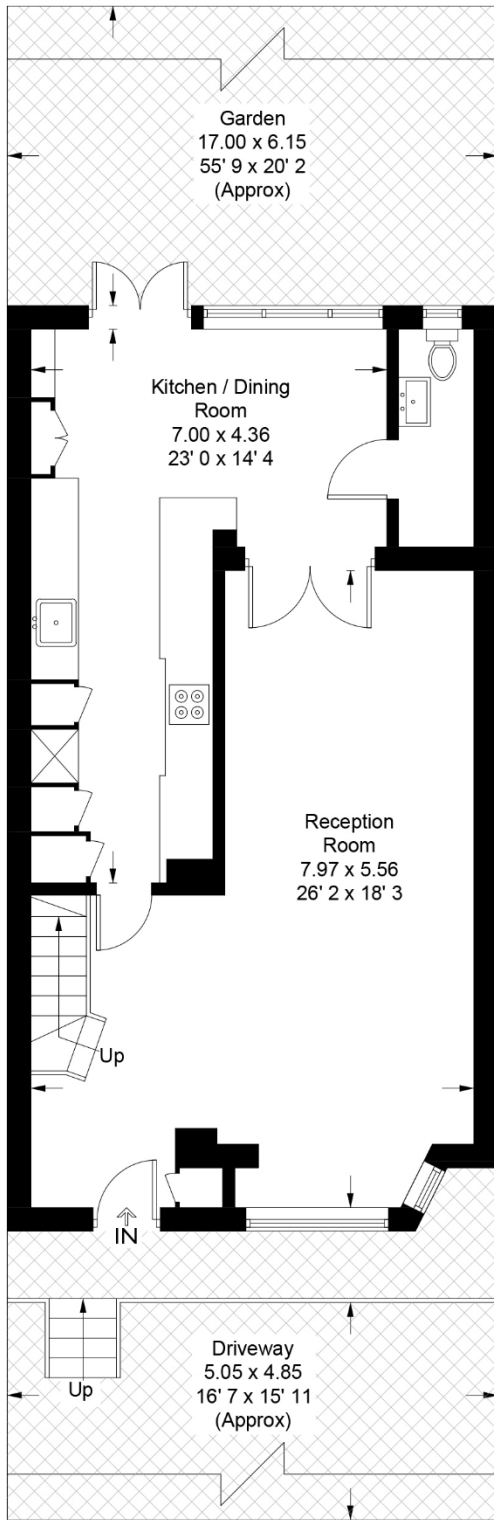 Garden
17.00 x 6.15
55' 9 x 20' 2
(Approx)
Kitchen / Dining
Room
7.00 x 4.36
23' 0 x 14' 4
Reception
Room
7.97 x 5.56
26' 2 x 18' 3
Up
IN
Up
Driveway
5.05 x 4.85
16' 7 x 15' 11
(Approx)